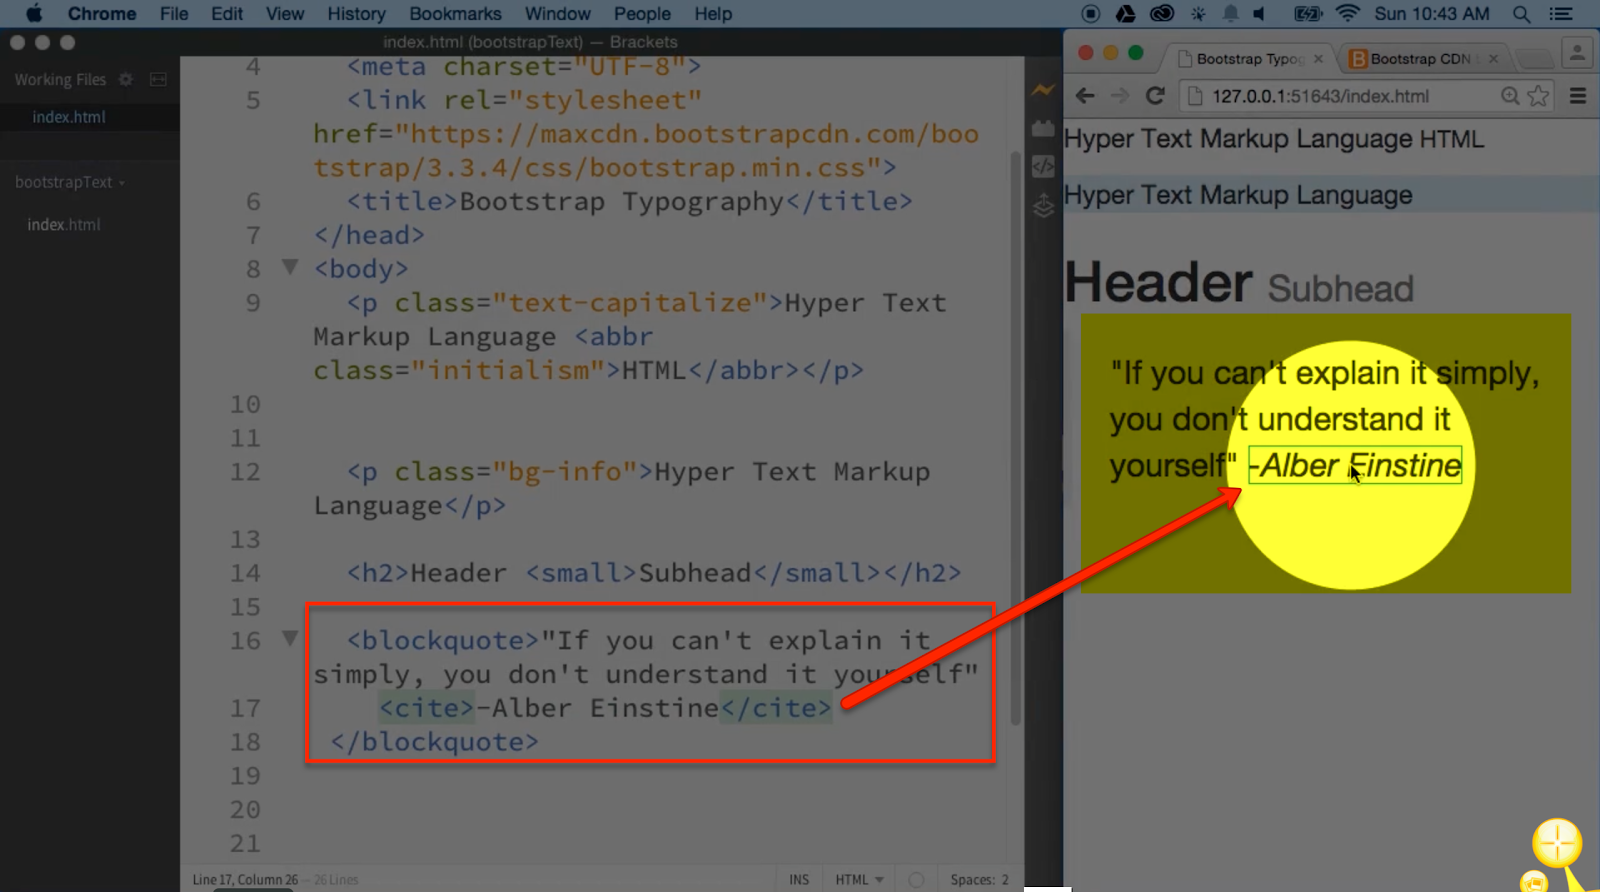 Chrome File Edit View History Bookmarks Window People Help Sun 10:43 AM
index.html (bootstrapText) — Brackets
Working Files
index.html
bootstrapText
index.html
4 <meta charset="UTF-8">
5 <link rel="stylesheet"
href="https://maxcdn.bootstrapcdn.com/boo
tstrap/3.3.4/css/bootstrap.min.css">
6 <title>Bootstrap Typography</title>
7 </head>
8 <body>
9 <p class="text-capitalize">Hyper Text
Markup Language <abbr
class="initialism">HTML</abbr></p>
10
11
12 <p class="bg-info">Hyper Text Markup
Language</p>
13
14 <h2>Header <small>Subhead</small></h2>
15
16 <blockquote>"If you can't explain it
simply, you don't understand it yourself"
17 <cite>-Alber Einstine</cite>
18 </blockquote>
19
20
21
Line 17, Column 26 — 26 Lines
INS HTML Spaces: 2
Bootstrap Typog Bootstrap CDN
127.0.0.1:51643/index.html
Hyper Text Markup Language HTML
Hyper Text Markup Language
Header Subhead
"If you can't explain it simply,
you don't understand it
yourself" -Alber Einstine